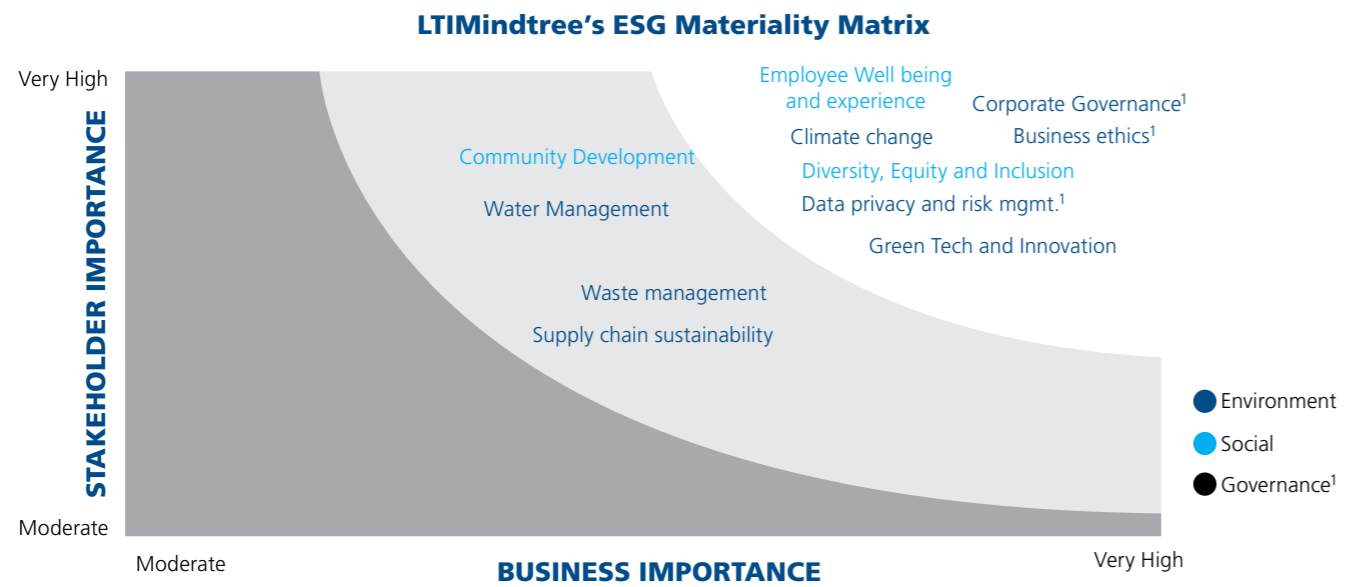 LTIMindtree’s ESG Materiality Matrix
Very High
STAKEHOLDER IMPORTANCE
Moderate
Employee Well being
and experience
Corporate Governance¹
Climate change
Business ethics¹
Community Development
Diversity, Equity and Inclusion
Water Management
Data privacy and risk mgmt.¹
Green Tech and Innovation
Waste management
Supply chain sustainability
Environment
Social
Governance¹
Moderate
BUSINESS IMPORTANCE
Very High